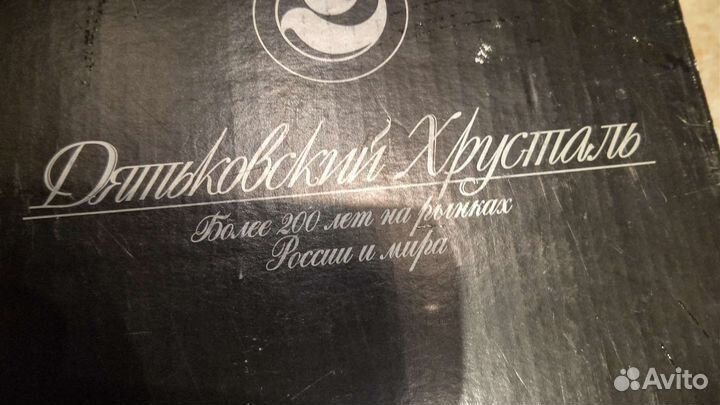 Дятьковский Хрусталь
Более 200 лет на рынках
России и мира
Avito